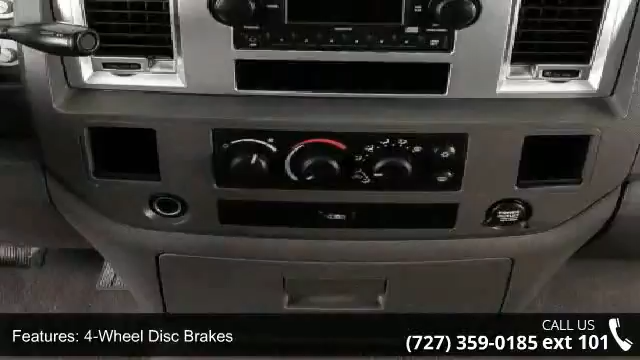 Features: 4-Wheel Disc Brakes
CALL US
(727) 359-0185 ext 101